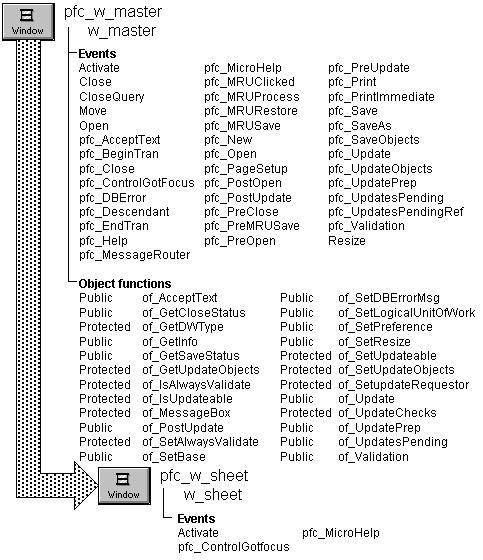 Window
pfc_w_master
w_master
Events
Activate pfc_MicroHelp pfc_PreUpdate
Close pfc_MRUClicked pfc_Print
CloseQuery pfc_MRUProcess pfc_PrintImmediate
Move pfc_MRURestore pfc_Save
Open pfc_MRUSave pfc_SaveAs
pfc_AcceptText pfc_New pfc_SaveObjects
pfc_BeginTran pfc_Open pfc_Update
pfc_Close pfc_PageSetup pfc_UpdateObjects
pfc_ControlGotFocus pfc_PostOpen pfc_UpdatePrep
pfc_DBError pfc_PostUpdate pfc_UpdatesPending
pfc_Descendant pfc_PreClose pfc_UpdatesPendingRef
pfc_EndTran pfc_PreMRUSave pfc_Validation
pfc_Help pfc_PreOpen Resize
pfc_MessageRouter
Object functions
Public of_AcceptText Public of_SetDBErrorMsg
Public of_GetCloseStatus Public of_SetLogicalUnitOfWork
Protected of_GetDWType Public of_SetPreference
Public of_GetInfo Public of_SetResize
Public of_GetSaveStatus Protected of_SetUpdateable
Protected of_GetUpdateObjects Protected of_SetUpdateObjects
Protected of_IsAlwaysValidate Protected of_SetupdateRequestor
Protected of_IsUpdateable Public of_Update
Protected of_MessageBox Protected of_UpdateChecks
Public of_PostUpdate Public of_UpdatePrep
Protected of_SetAlwaysValidate Public of_UpdatesPending
Public of_SetBase Public of_Validation
Window
pfc_w_sheet
w_sheet
Events
Activate pfc_MicroHelp
pfc_ControlGotfocus